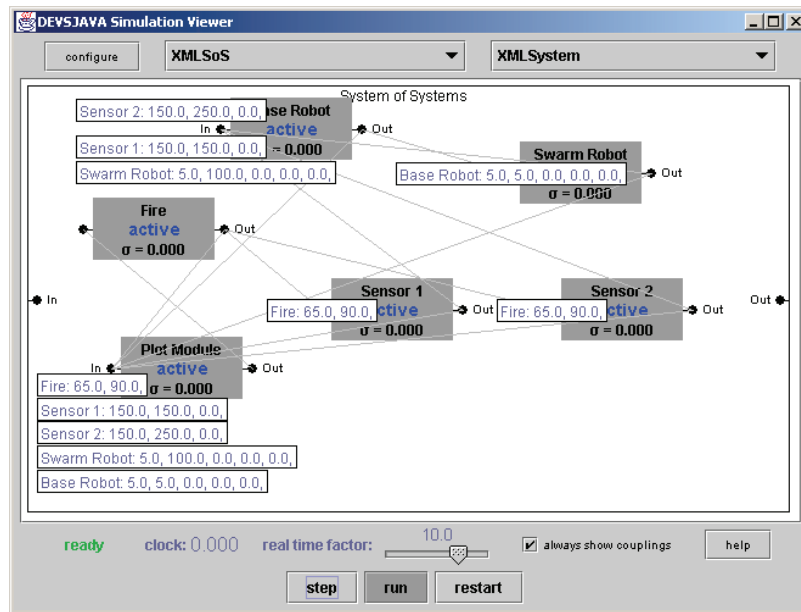 DEVSJAVA Simulation Viewer
configure
XMLSoS
XMLSystem
System of Systems
Sensor 2: 150.0, 250.0, 0.0,
se Robot
In
active
Out
Sensor 1: 150.0, 150.0, 0.0,
= 0.000
Swarm Robot: 5.0, 100.0, 0.0, 0.0, 0.0,
Swarm Robot
Base Robot: 5.0, 5.0, 0.0, 0.0, 0.0,
Out
σ = 0.000
Fire
active
Out
σ = 0.000
In
Out
Sensor 1
Fire: 65.0, 90.0,
ctive
Out
σ = 0.000
Sensor 2
Fire: 65.0, 90.0,
ctive
Out
σ = 0.000
Plot Module
In
active
Out
Fire: 65.0, 90.0,
σ = 0.000
Sensor 1: 150.0, 150.0, 0.0,
Sensor 2: 150.0, 250.0, 0.0,
Swarm Robot: 5.0, 100.0, 0.0, 0.0, 0.0,
Base Robot: 5.0, 5.0, 0.0, 0.0, 0.0,
ready
clock: 0.000
real time factor:
10.0
always show couplings
help
step
run
restart